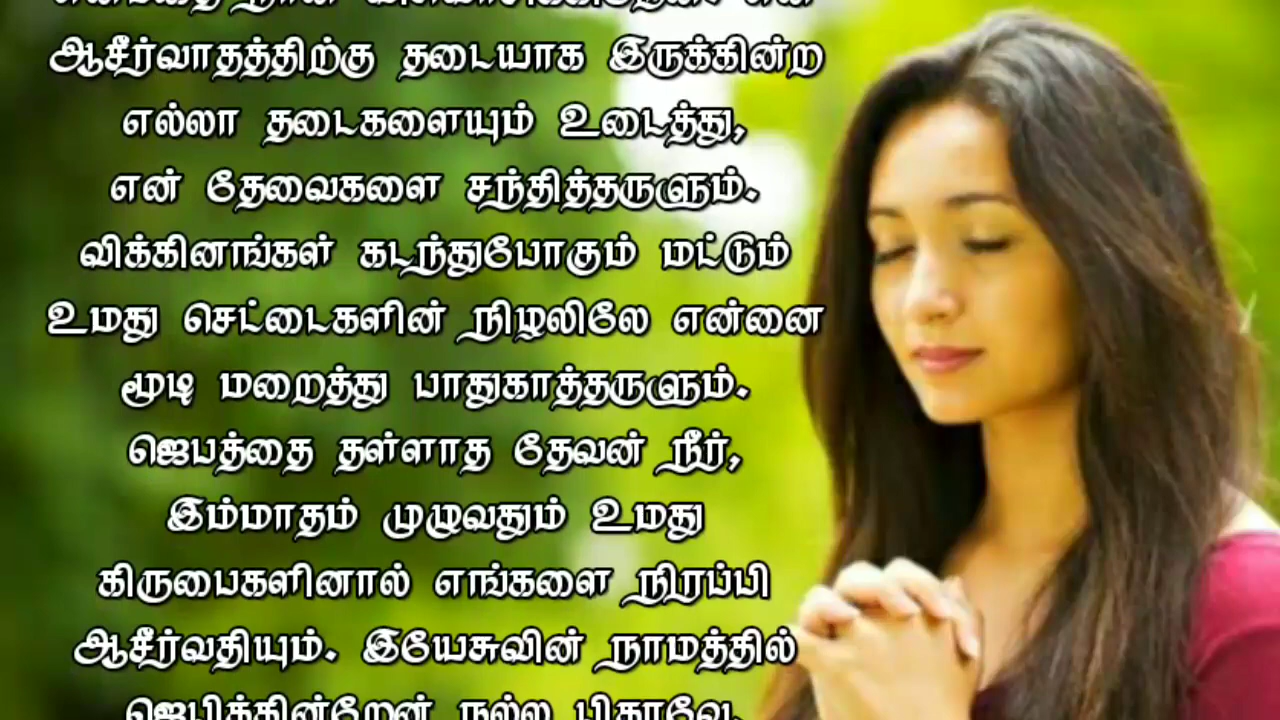 ஆசீர்வாதத்திற்கு தடையாக இருக்கின்ற
எல்லா தடைகளையும் உடைத்து,
என் தேவைகளை சந்தித்தருளும்.
விக்கினங்கள் கடந்துபோகும் மட்டும்
உமது செட்டைகளின் நிழலிலே என்னை
மூடி மறைத்து பாதுகாத்தருளும்.
ஜெபத்தை தள்ளாத தேவன் நீர்,
இம்மாதம் முழுவதும் உமது
கிருபைகளினால் எங்களை நிரப்பி
ஆசீர்வதியும். இயேசுவின் நாமத்தில்
ஜெபிக்கின்றேன் நல்ல பிதாவே.